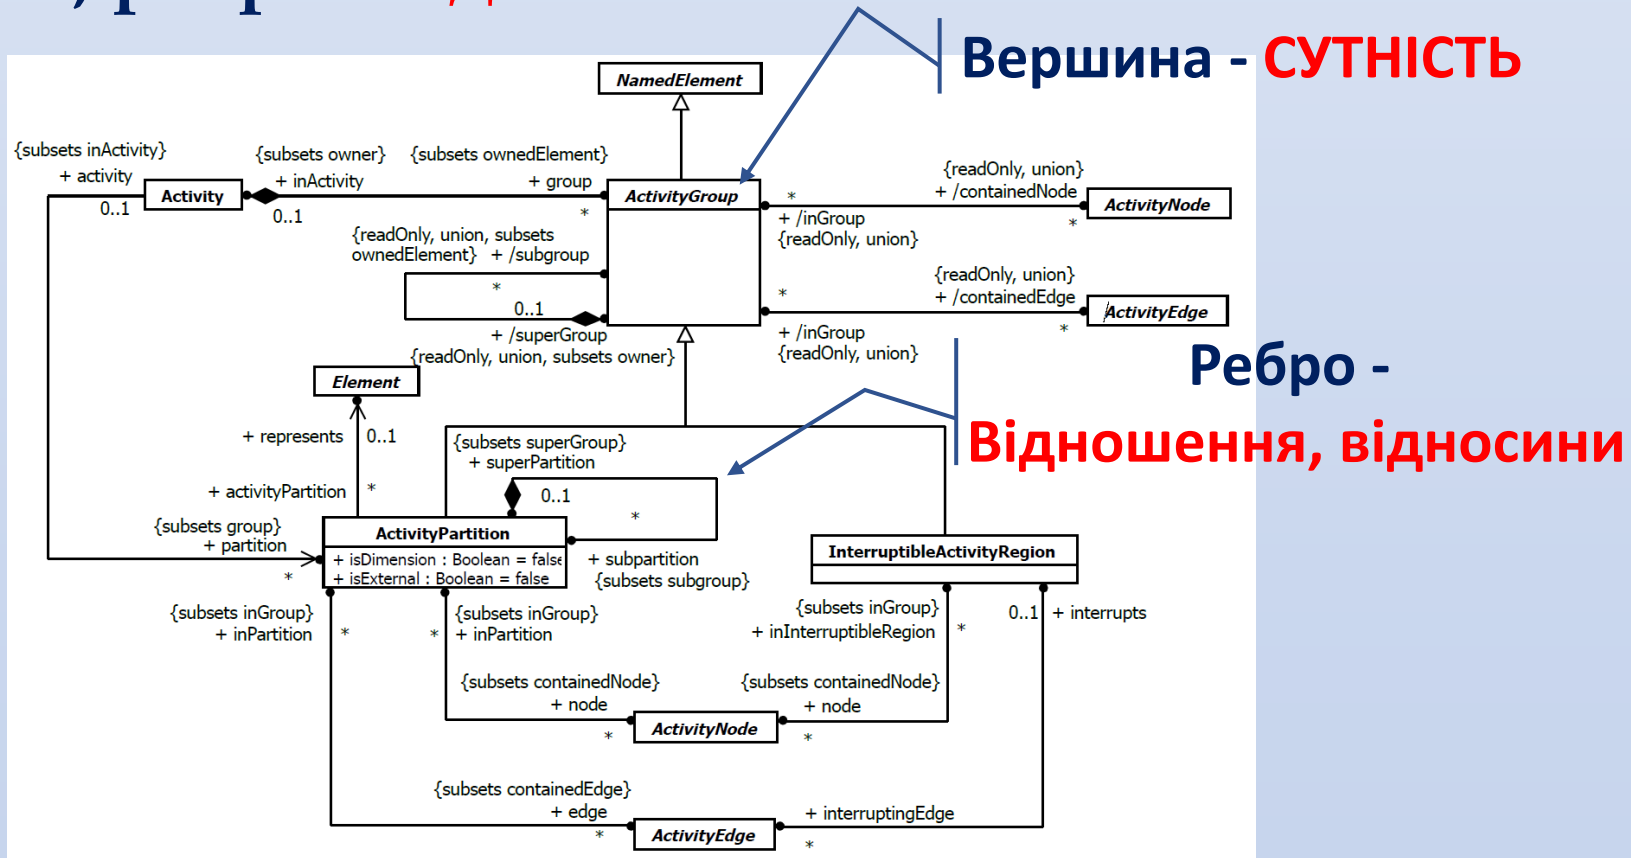 Вершина - СУТНІСТЬ
NamedElement
{subsets inActivity}
{subsets owner}
{subsets ownedElement}
{readOnly, union}
+ activity
+ inActivity
+ group
+ /containedNode
Activity
ActivityGroup
ActivityNode
0..1
0..1
*
*
*
+ /inGroup
{readOnly, union}
{readOnly, union, subsets
ownedElement} + /subgroup
*
0..1
+ /superGroup
{readOnly, union, subsets owner}
{readOnly, union}
+ /containedEdge
*
ActivityEdge
+ /inGroup
*
{readOnly, union}
Ребро -
Відношення, відносини
Element
+ represents
0..1
{subsets superGroup}
+ superPartition
0..1
+ activityPartition
*
*
{subsets group}
+ partition
*
ActivityPartition
+ isDimension : Boolean = false
+ isExternal : Boolean = false
+ subpartition
{subsets subgroup}
InterruptibleActivityRegion
{subsets inGroup}
+ inPartition
*
{subsets inGroup}
* + inPartition
{subsets inGroup}
+ inInterruptibleRegion
*
0..1
+ interrupts
{subsets containedNode}
+ node
*
ActivityNode
{subsets containedNode}
+ node
*
{subsets containedEdge}
+ edge
*
ActivityEdge
+ interruptingEdge
*